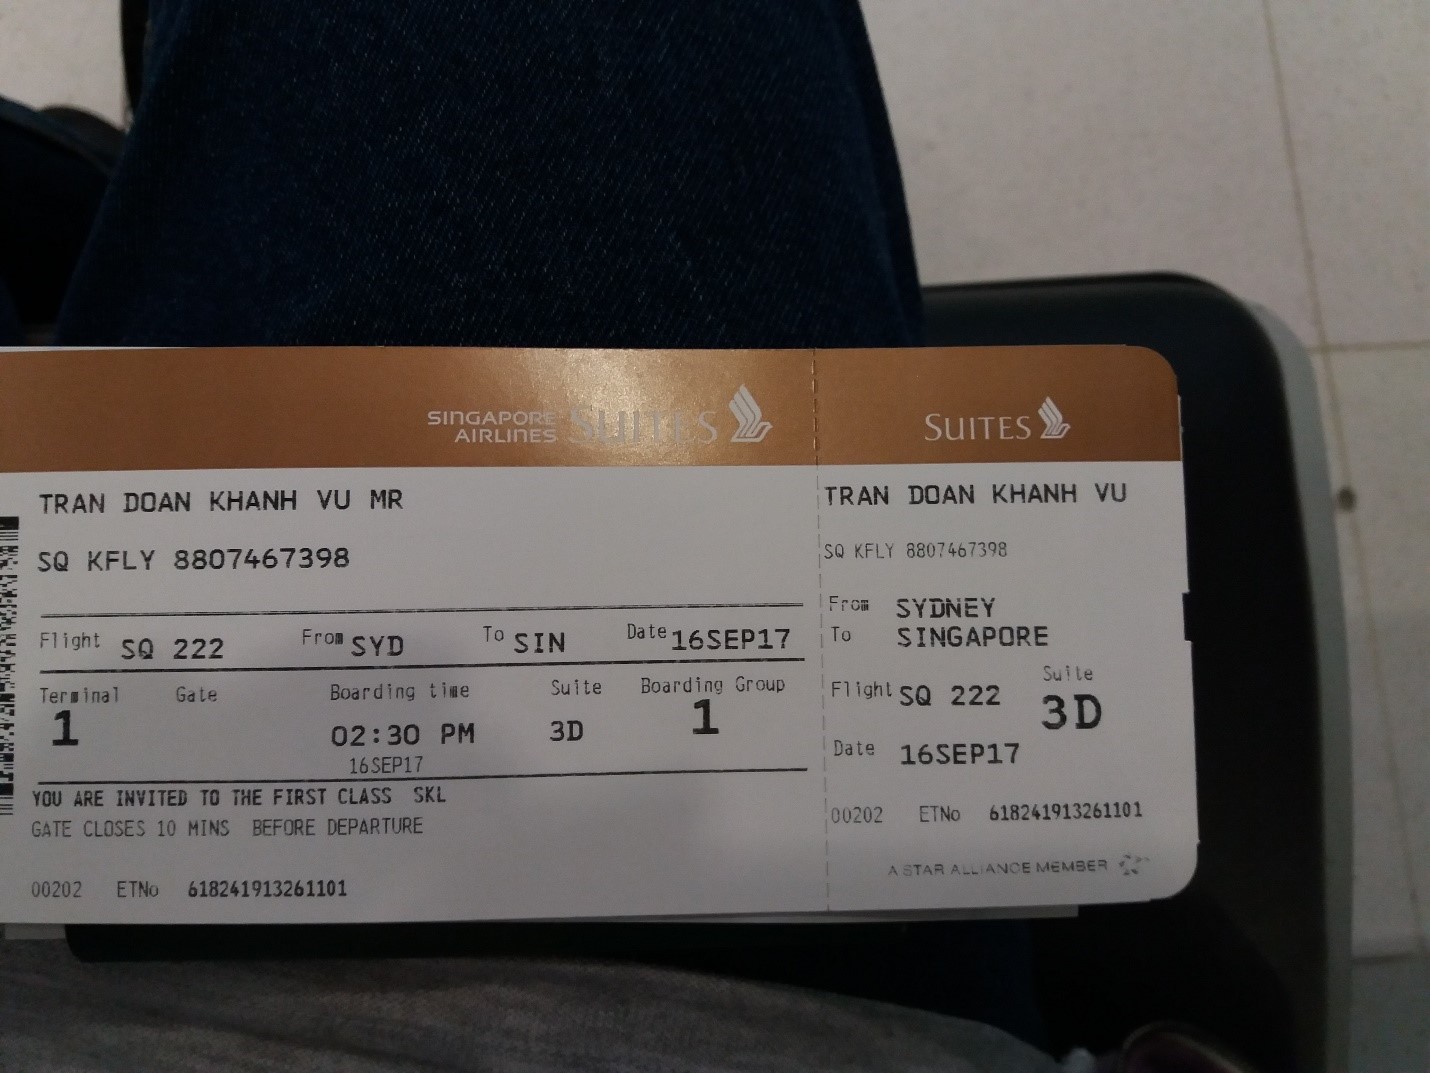 SINGAPORE AIRLINES SUITES
TRAN DOAN KHANH VU MR
SQ KFLY 8807467398
Flight SQ 222 From SYD To SIN Date 16SEP17
Terminal Gate Boarding time Suite Boarding Group
1 02:30 PM 3D 1
16SEP17
YOU ARE INVITED TO THE FIRST CLASS SKL
GATE CLOSES 10 MINS BEFORE DEPARTURE
00202 ETNo 618241913261101
SUITES
TRAN DOAN KHANH VU
SQ KFLY 8807467398
From SYDNEY
To SINGAPORE
Flight SQ 222 Suite 3D
Date 16SEP17
00202 ETNo 618241913261101
A STAR ALLIANCE MEMBER